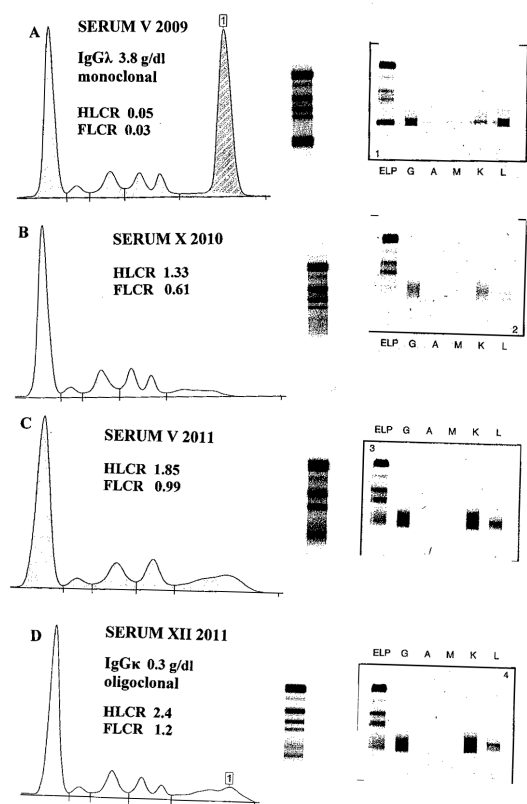 A
SERUM V 2009
IgGλ 3.8 g/dl
monoclonal
HLCR 0.05
FLCR 0.03
1
1
ELP G A M K L
B
SERUM X 2010
HLCR 1.33
FLCR 0.61
2
ELP G A M K L
C
SERUM V 2011
HLCR 1.85
FLCR 0.99
ELP G A M K L
3
D
SERUM XII 2011
IgGκ 0.3 g/dl
oligoclonal
HLCR 2.4
FLCR 1.2
1
ELP G A M K L
4